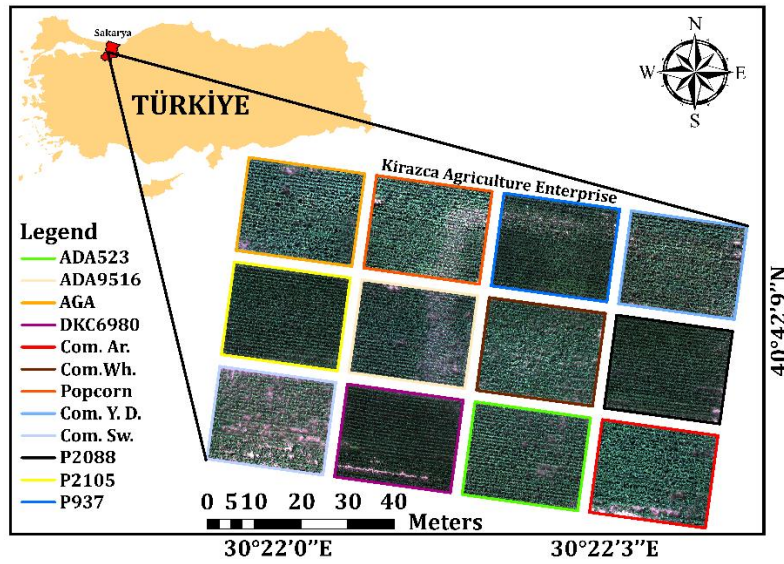 Sakarya
TÜRKİYE
N
W E
S
Kirazca Agriculture Enterprise
Legend
ADA523
ADA9516
AGA
DKC6980
Com. Ar.
Com.Wh.
Popcorn
Com. Y. D.
Com. Sw.
P2088
P2105
P937
0 5 10 20 30 40
Meters
30°22'0"E 30°22'3"E
40°42'9"N